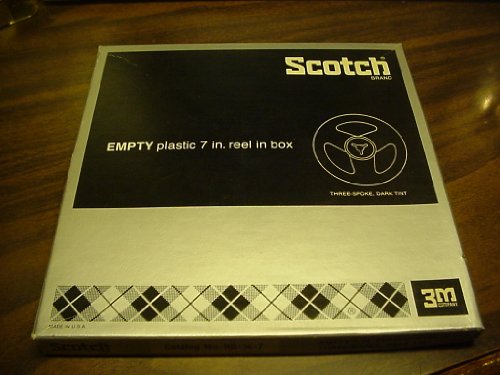 Scotch®
BRAND
EMPTY plastic 7 in. reel in box
THREE-SPOKE, DARK TINT
®
3M
COMPANY
MADE IN U.S.A.